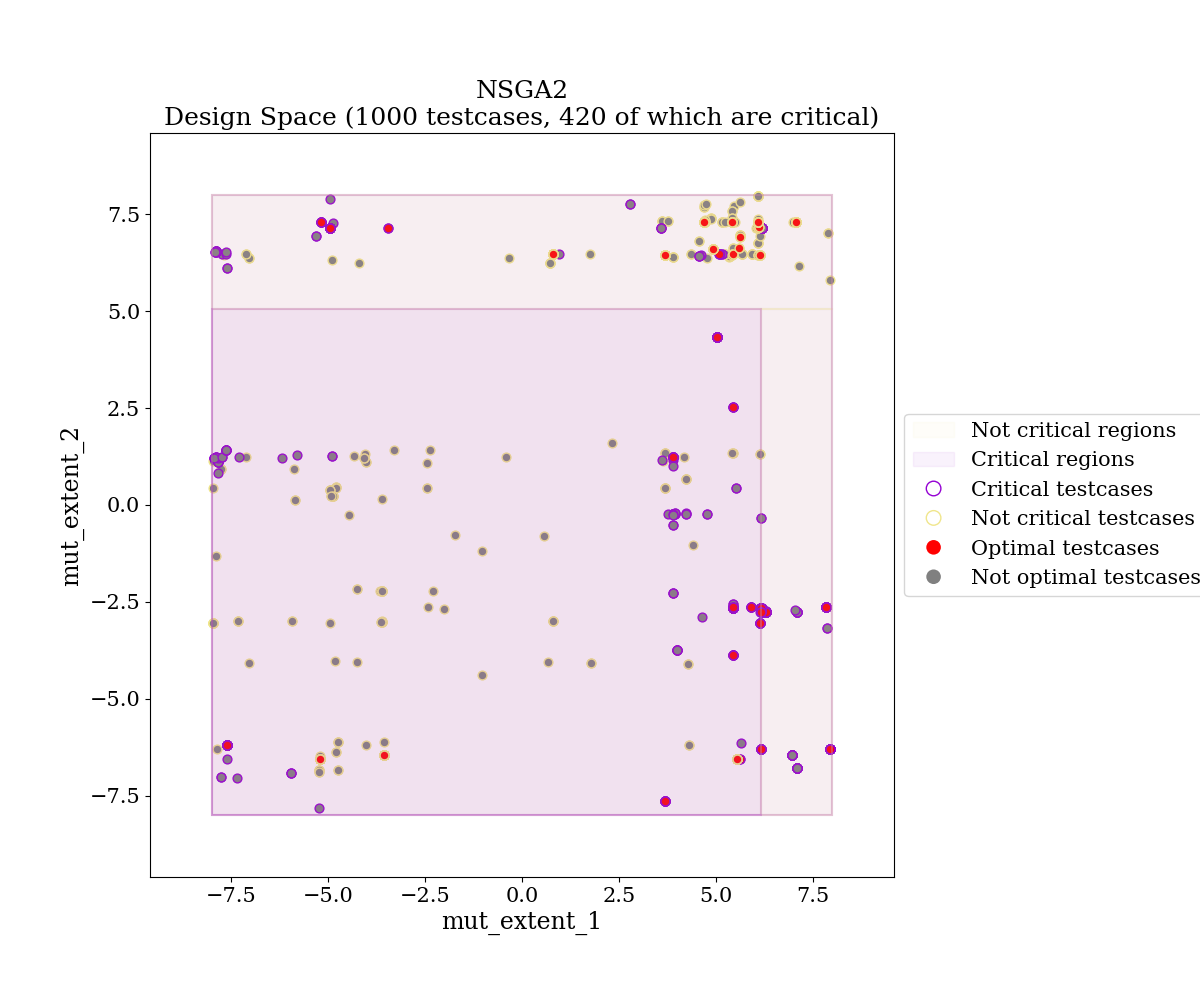 NSGA2
Design Space (1000 testcases, 420 of which are critical)
7.5
5.0
2.5
0.0
−2.5
−5.0
−7.5
mut_extent_2
−7.5 −5.0 −2.5 0.0 2.5 5.0 7.5
mut_extent_1
Not critical regions
Critical regions
Critical testcases
Not critical testcases
Optimal testcases
Not optimal testcases